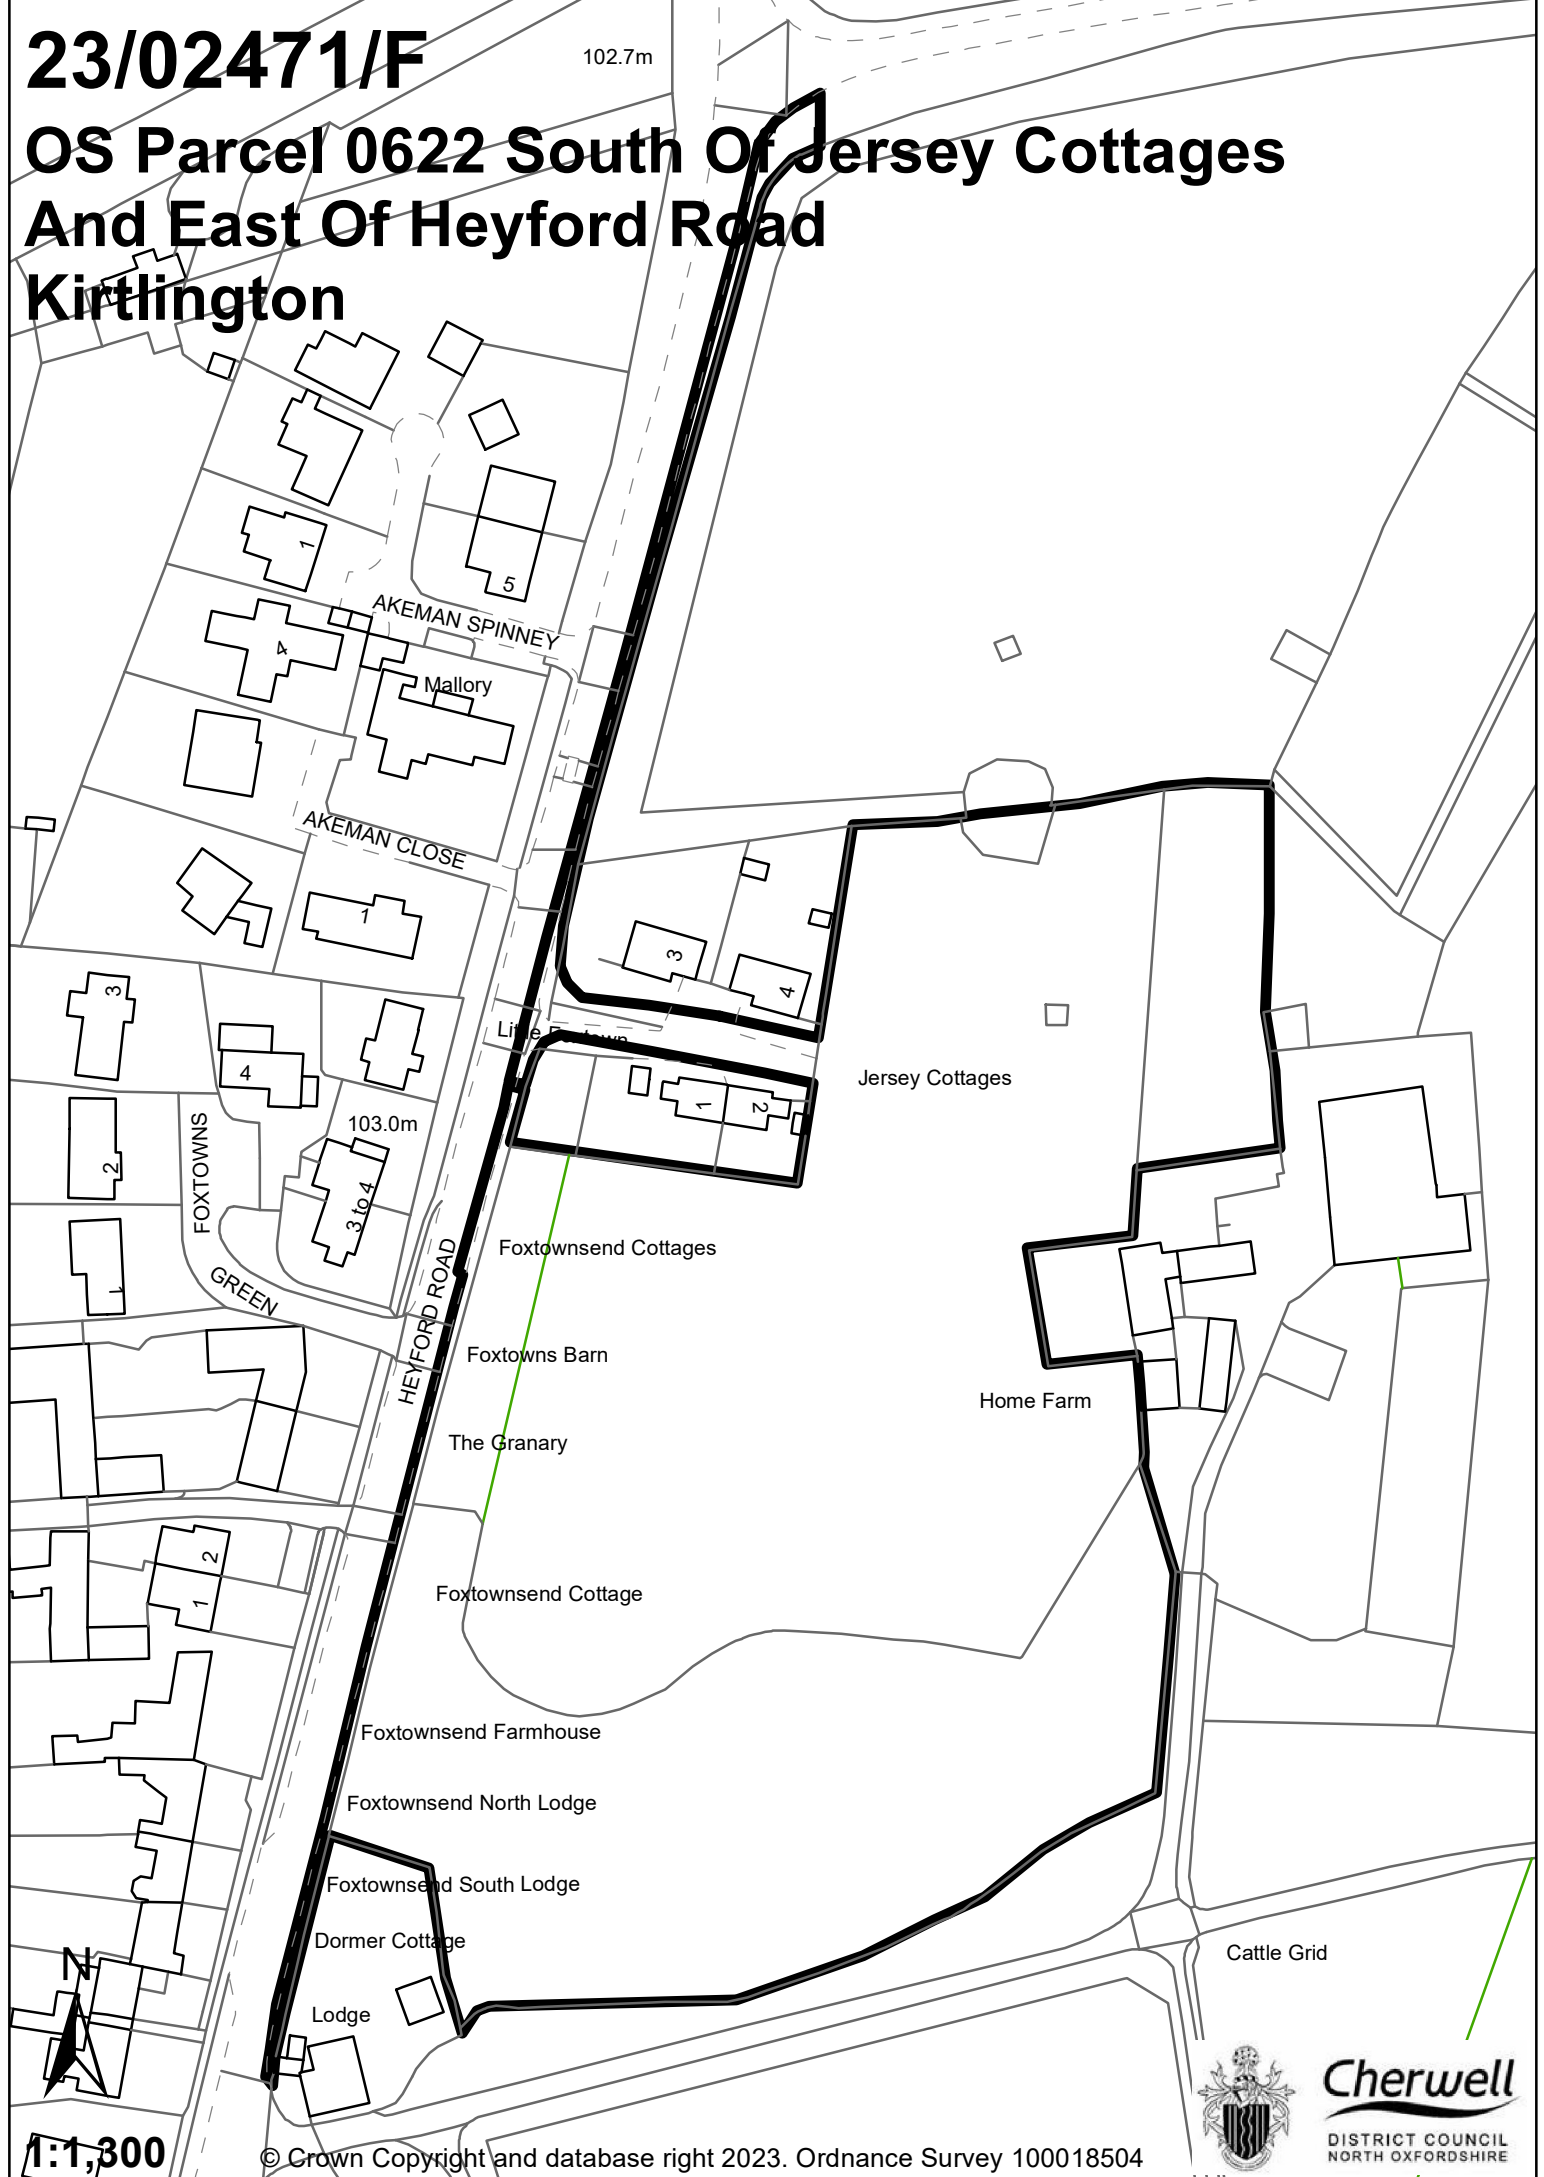 23/02471/F
102.7m
OS Parcel 0622 South Of Jersey Cottages
And East Of Heyford Road
Kirtlington
1
5
AKEMAN SPINNEY
4
Mallory
AKEMAN CLOSE
1
3
4
3
Little Foxtown
4
Jersey Cottages
1
2
103.0m
FOXTOWNS
2
3 to 4
Foxtownsend Cottages
1
GREEN
HEYFORD ROAD
Foxtowns Barn
Home Farm
The Granary
2
1
Foxtownsend Cottage
Foxtownsend Farmhouse
Foxtownsend North Lodge
Foxtownsend South Lodge
Dormer Cottage
Cattle Grid
N
Lodge
Cherwell
DISTRICT COUNCIL
NORTH OXFORDSHIRE
1:1,300
© Crown Copyright and database right 2023. Ordnance Survey 100018504